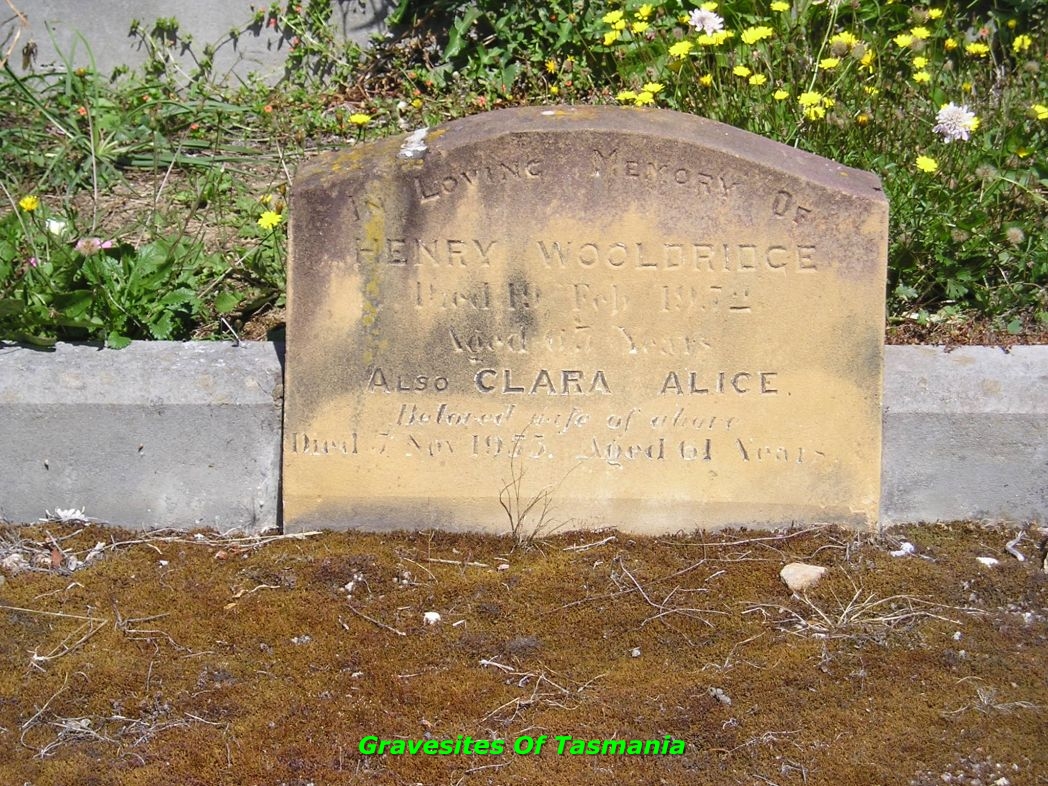 In Loving Memory Of
HENRY WOOLDRIDGE
Died 19 Feb
Aged Years
Also CLARA ALICE.
Beloved wife of above
Died Nov Aged 61 Years.
Gravesites Of Tasmania